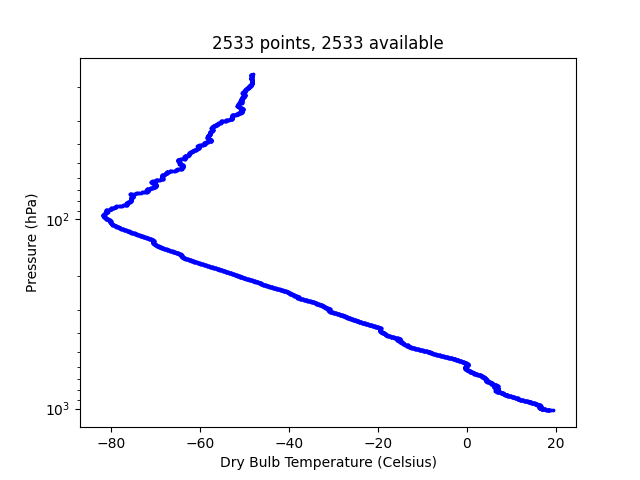 2533 points, 2533 available
Pressure (hPa)
10²
10³
−80 −60 −40 −20 0 20
Dry Bulb Temperature (Celsius)